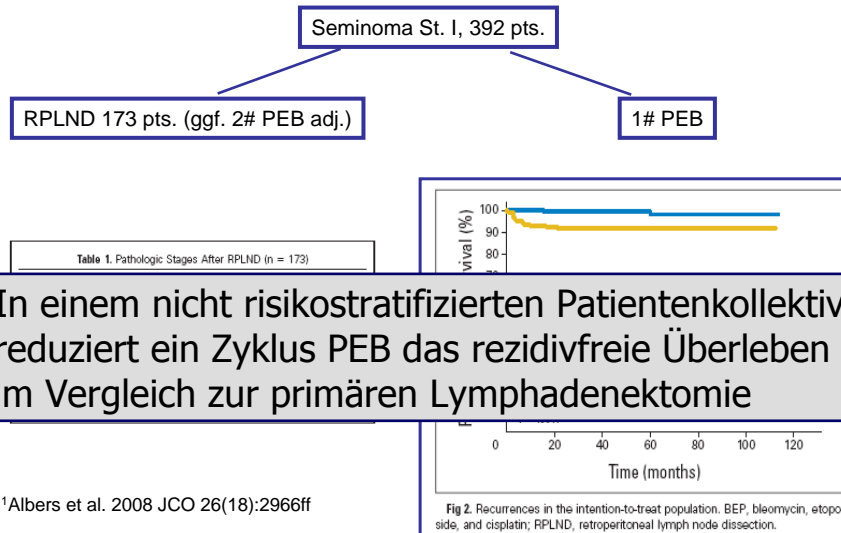 Seminoma St. I, 392 pts.
RPLND 173 pts. (ggf. 2# PEB adj.)
1# PEB
Table 1. Pathologic Stages After RPLND (n = 173)
100
90
80
In einem nicht risikostratifizierten Patientenkollektiv
reduziert ein Zyklus PEB das rezidivfreie Überleben
im Vergleich zur primären Lymphadenektomie
0 20 40 60 80 100 120
Time (months)
¹Albers et al. 2008 JCO 26(18):2966ff
Fig 2. Recurrences in the intention-to-treat population. BEP, bleomycin, etopo-
side, and cisplatin; RPLND, retroperitoneal lymph node dissection.